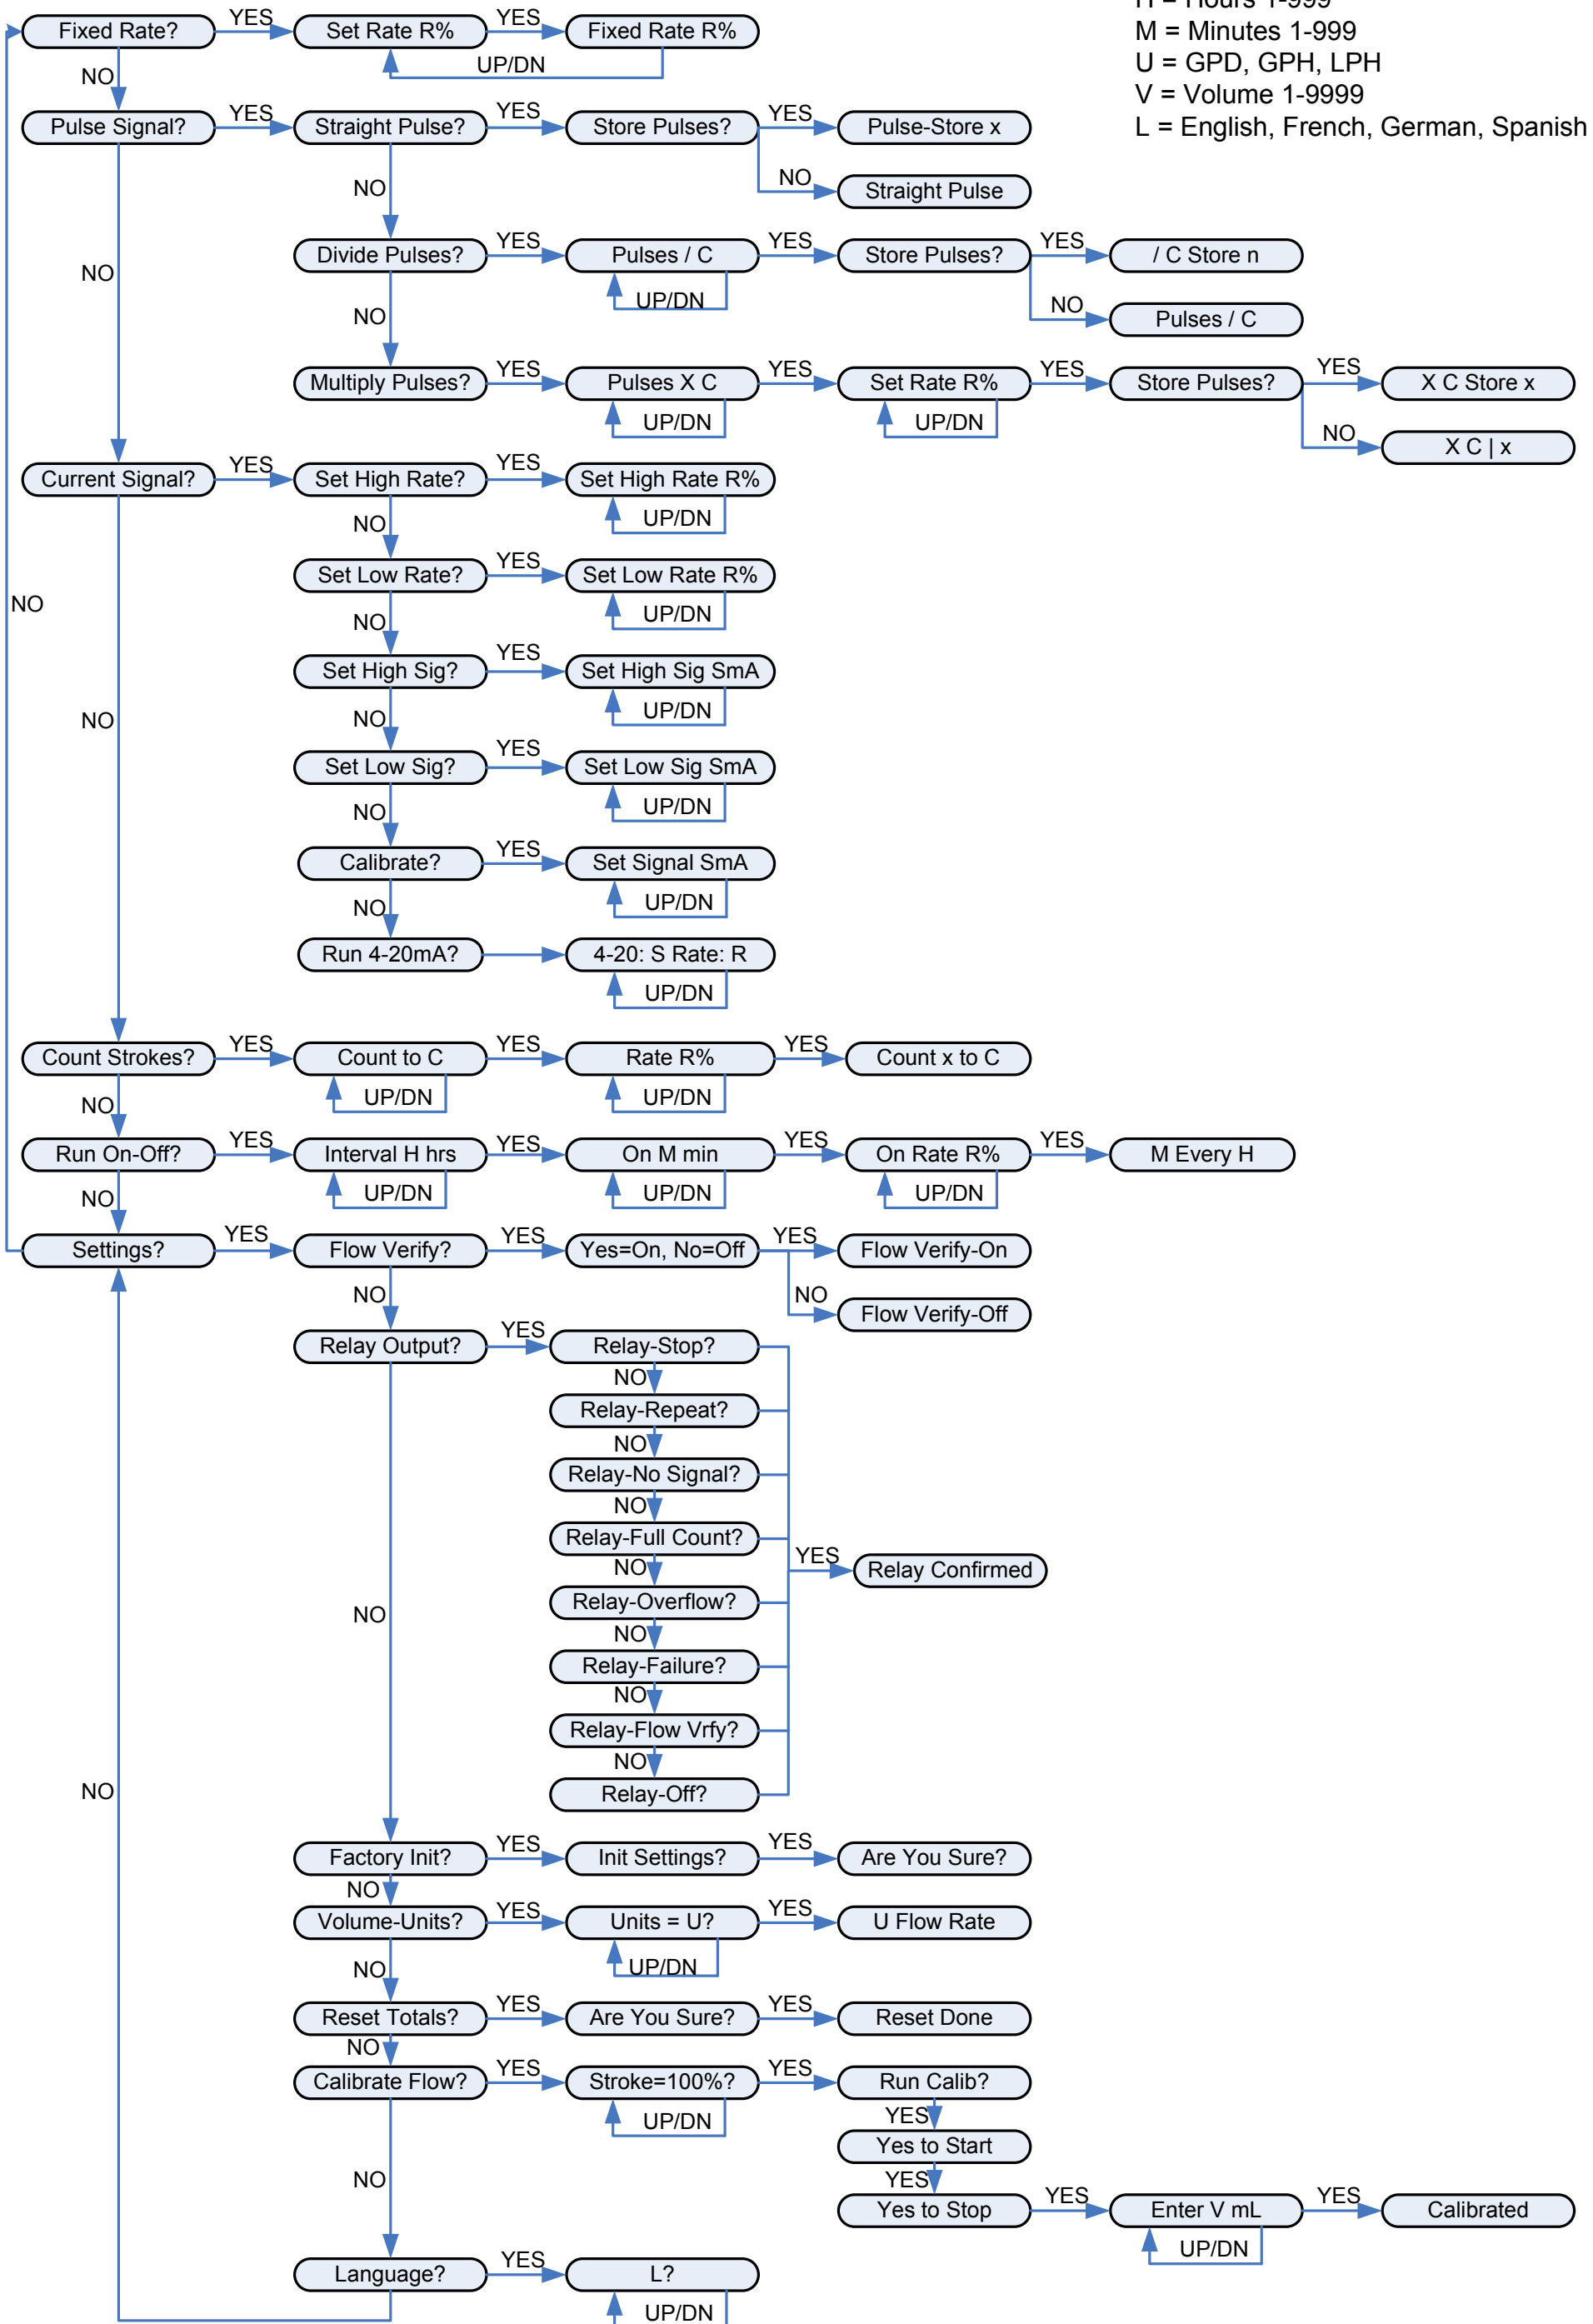 H = Hours 1-999
Fixed Rate? YES Set Rate R% YES Fixed Rate R%
M = Minutes 1-999
UP/DN
U = GPD, GPH, LPH
NO
V = Volume 1-9999
Pulse Signal? YES Straight Pulse? YES Store Pulses? YES Pulse-Store x
L = English, French, German, Spanish
NO NO Straight Pulse
Divide Pulses? YES Pulses / C YES Store Pulses? YES / C Store n
NO UP/DN
NO NO Pulses / C
Multiply Pulses? YES Pulses X C YES Set Rate R% YES Store Pulses? YES X C Store x
UP/DN UP/DN
NO X C | x
Current Signal? YES Set High Rate? YES Set High Rate R%
NO UP/DN
Set Low Rate? YES Set Low Rate R%
NO
NO UP/DN
Set High Sig? YES Set High Sig SmA
NO NO UP/DN
Set Low Sig? YES Set Low Sig SmA
NO UP/DN
Calibrate? YES Set Signal SmA
NO UP/DN
Run 4-20mA? 4-20: S Rate: R
UP/DN
Count Strokes? YES Count to C YES Rate R% YES Count x to C
NO UP/DN UP/DN
Run On-Off? YES Interval H hrs YES On M min YES On Rate R% YES M Every H
NO UP/DN UP/DN UP/DN
Settings? YES Flow Verify? YES Yes=On, No=Off YES Flow Verify-On
NO NO Flow Verify-Off
Relay Output? YES Relay-Stop?
NO
Relay-Repeat?
NO
Relay-No Signal?
NO
Relay-Full Count?
NO YES Relay Confirmed
Relay-Overflow?
NO
NO
Relay-Failure?
NO
Relay-Flow Vrfy?
NO
NO Relay-Off?
Factory Init? YES Init Settings? YES Are You Sure?
NO
Volume-Units? YES Units = U? YES U Flow Rate
NO UP/DN
Reset Totals? YES Are You Sure? YES Reset Done
NO
Calibrate Flow? YES Stroke=100%? YES Run Calib?
UP/DN YES
Yes to Start
NO YES
Yes to Stop YES Enter V mL YES Calibrated
UP/DN
Language? YES L?
UP/DN